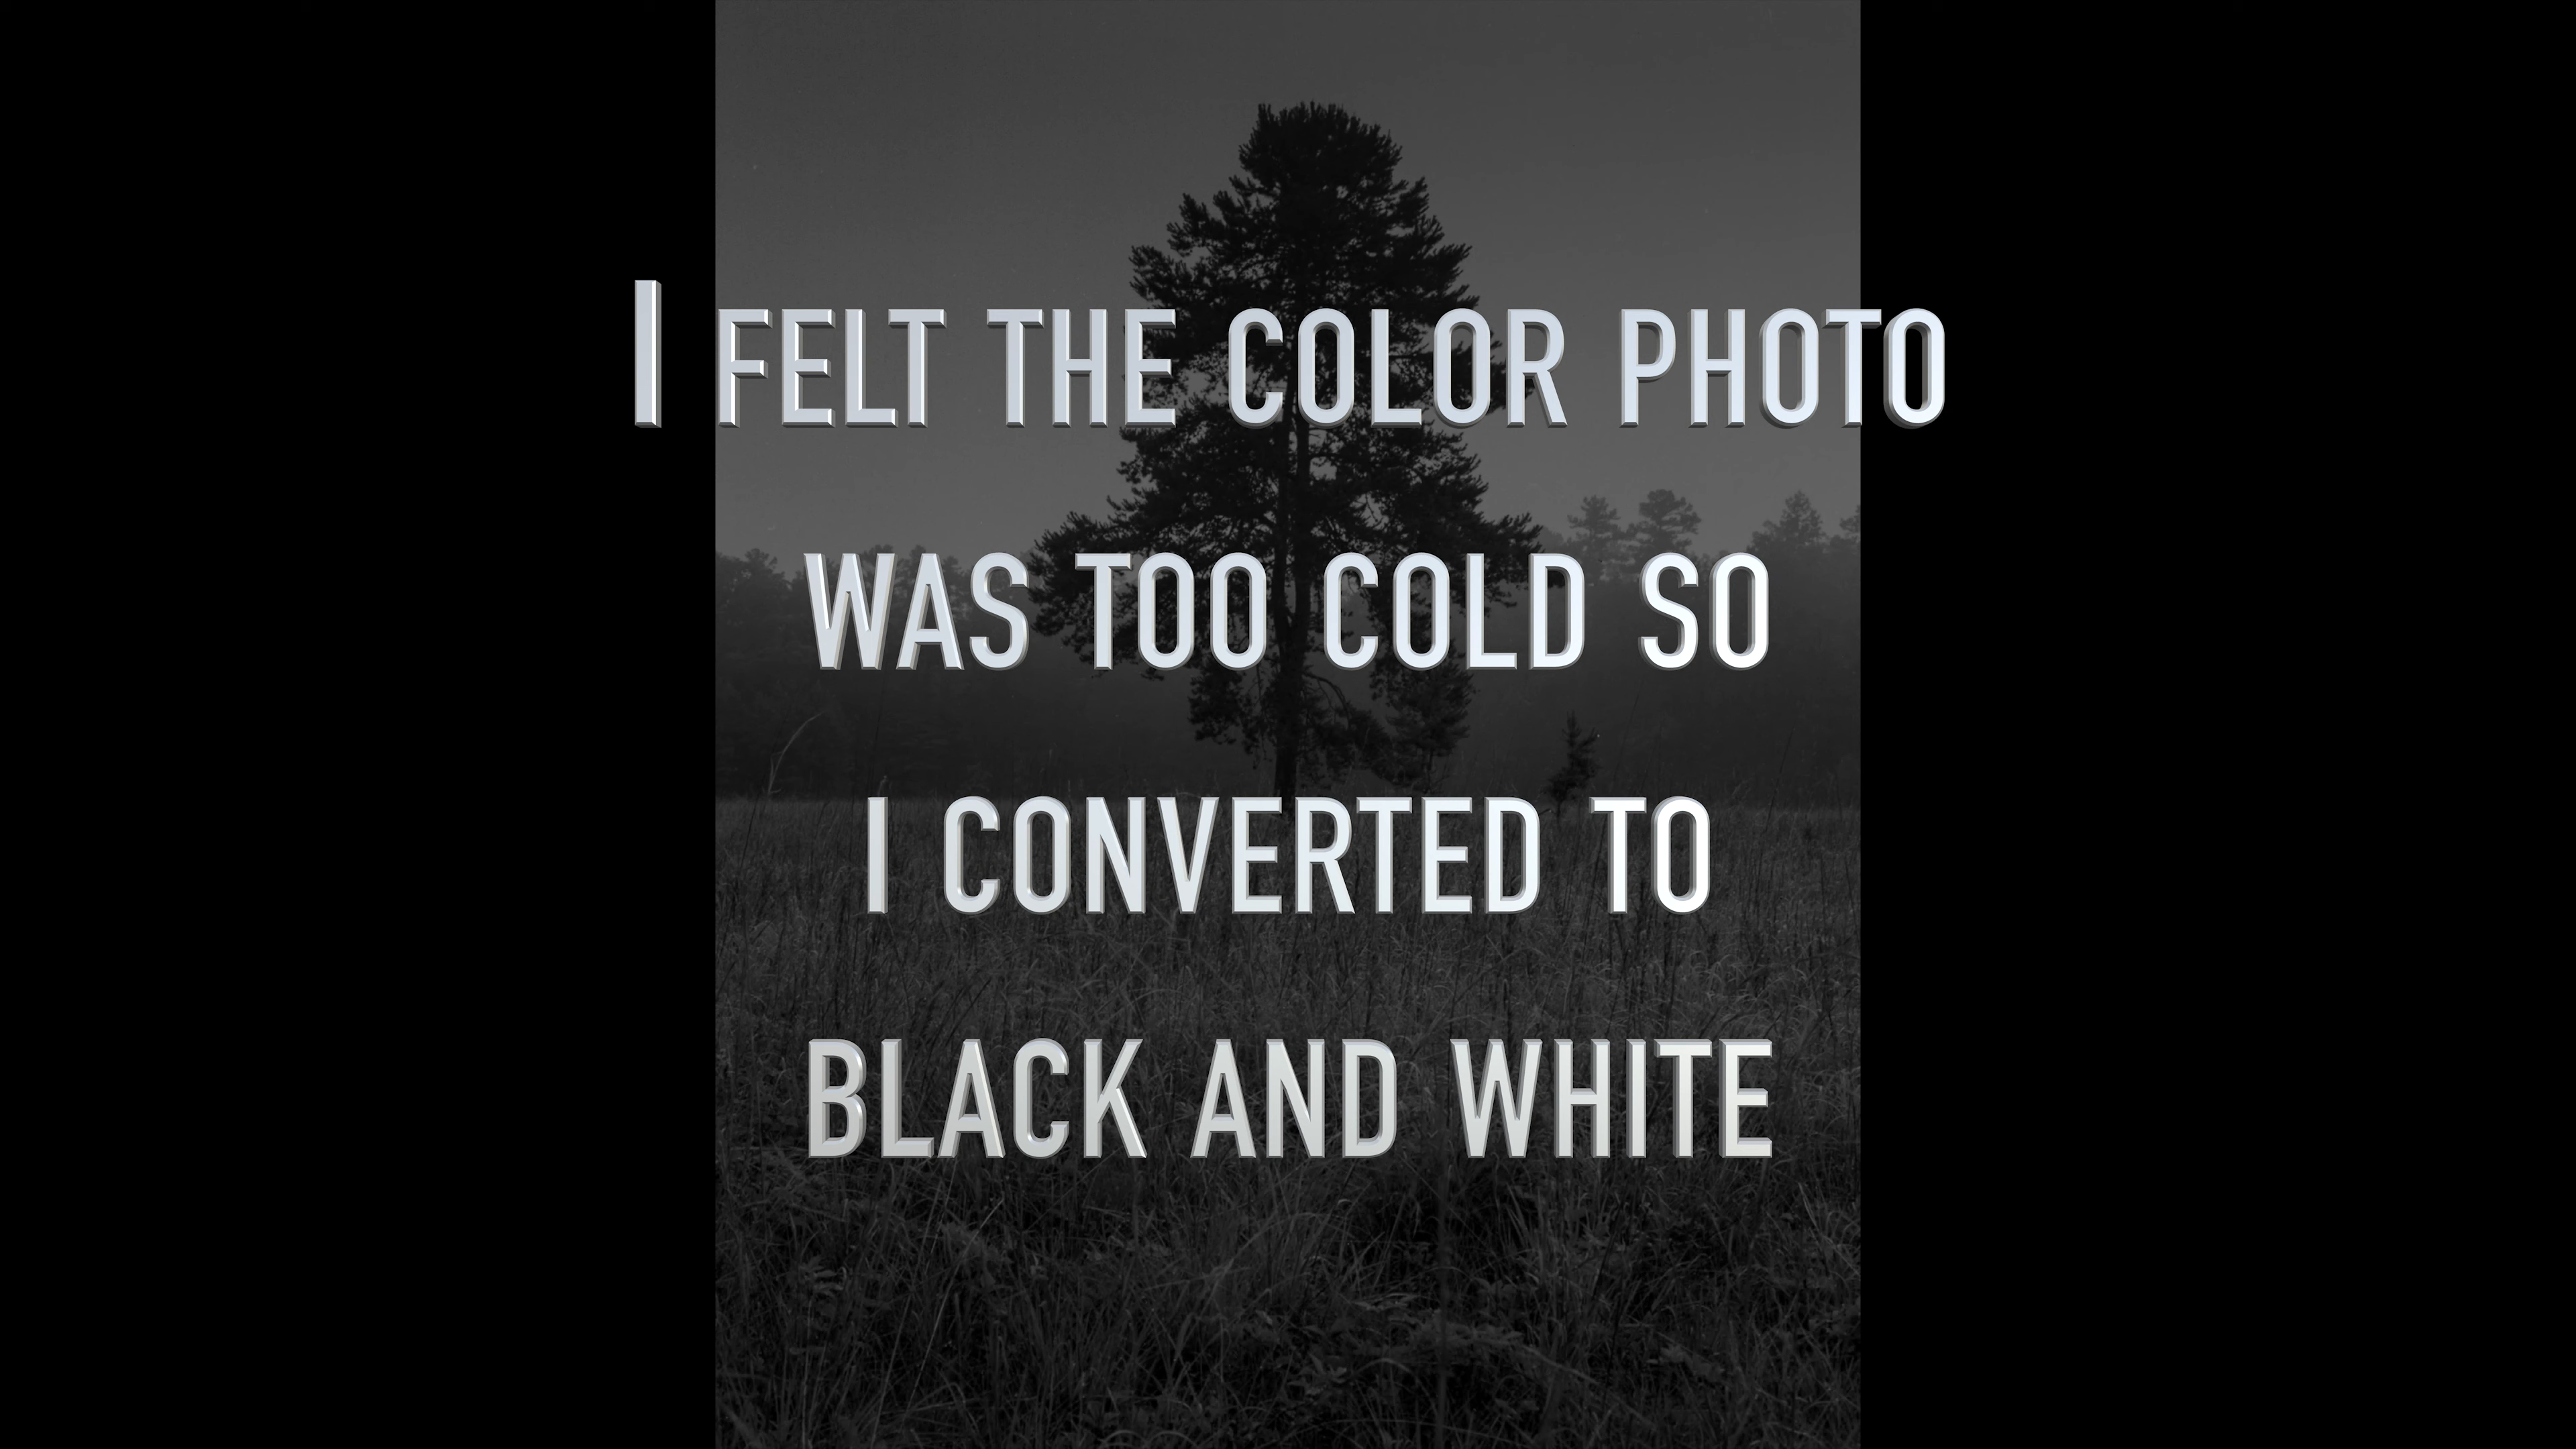 I FELT THE COLOR PHOTO
WAS TOO COLD SO
I CONVERTED TO
BLACK AND WHITE